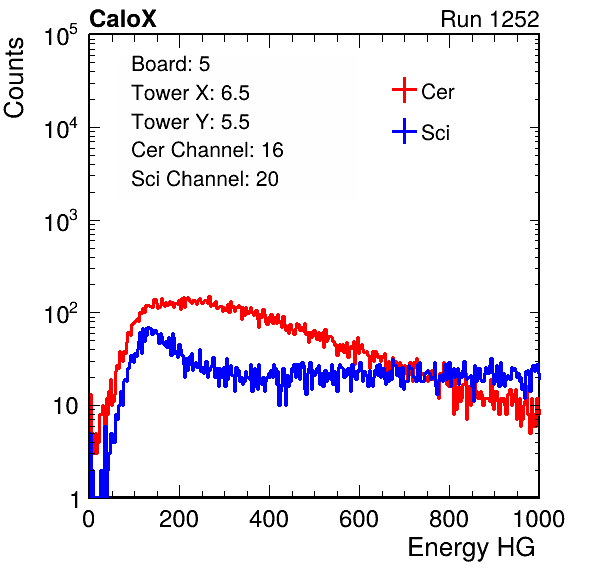 CaloX Run 1252
Counts
Board: 5
Tower X: 6.5
Tower Y: 5.5
Cer Channel: 16
Sci Channel: 20
Cer
Sci
10^5
10^4
10^3
10^2
10
1
0 200 400 600 800 1000
Energy HG